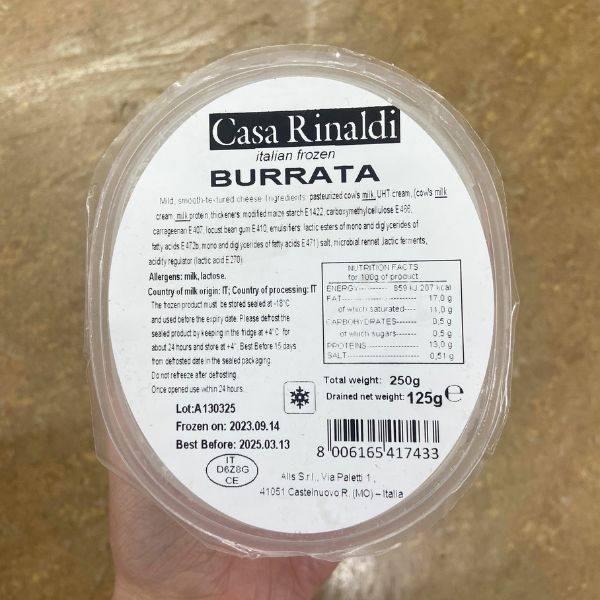 Casa Rinaldi
italian frozen
BURRATA
Mild, smooth-textured cheese. Ingredients: pasteurized cow's milk, UHT cream, (cow's milk
cream, milk protein, thickeners: modified maize starch E1422, carboxymethylcellulose E466,
carrageenan E407, locust bean gum E410, emulsifiers: lactic esters of mono and diglycerides of
fatty acids E472b, mono and diglycerides of fatty acids E471) salt, microbial rennet, lactic ferments,
acidity regulator (lactic acid E270).
Allergens: milk, lactose.
Country of milk origin: IT; Country of processing: IT
The frozen product must be stored sealed at -18°C
and used before the expiry date. Please defrost the
sealed product by keeping in the fridge at +4°C for
about 24 hours and store at +4°. Best Before 15 days
from defrosted date in the sealed packaging.
Do not refreeze after defrosting.
Once opened use within 24 hours.
NUTRITION FACTS
for 100g of product
ENERGY---------- 859 kJ 207 kcal
FAT-------------------- 17,0 g
of which saturated----- 11,0 g
CARBOHYDRATES------ 0,5 g
of which sugars------- 0,5 g
PROTEINS------------- 13,0 g
SALT------------------ 0,51 g
Total weight: 250g
Drained net weight: 125g e
Lot:A130325
Frozen on: 2023.09.14
Best Before: 2025.03.13
8 006165 417433
IT
D6Z8G
CE
Alis S.r.l., Via Paletti 1,
41051 Castelnuovo R. (MO) – Italia